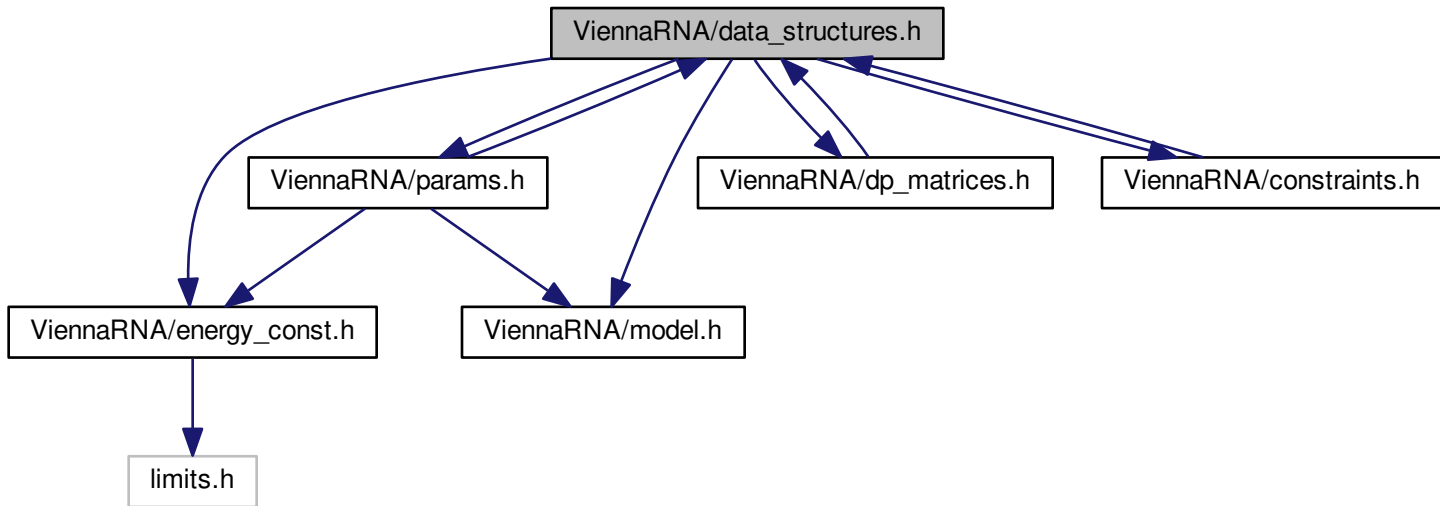 ViennaRNA/data_structures.h
ViennaRNA/params.h
ViennaRNA/dp_matrices.h
ViennaRNA/constraints.h
ViennaRNA/energy_const.h
ViennaRNA/model.h
limits.h